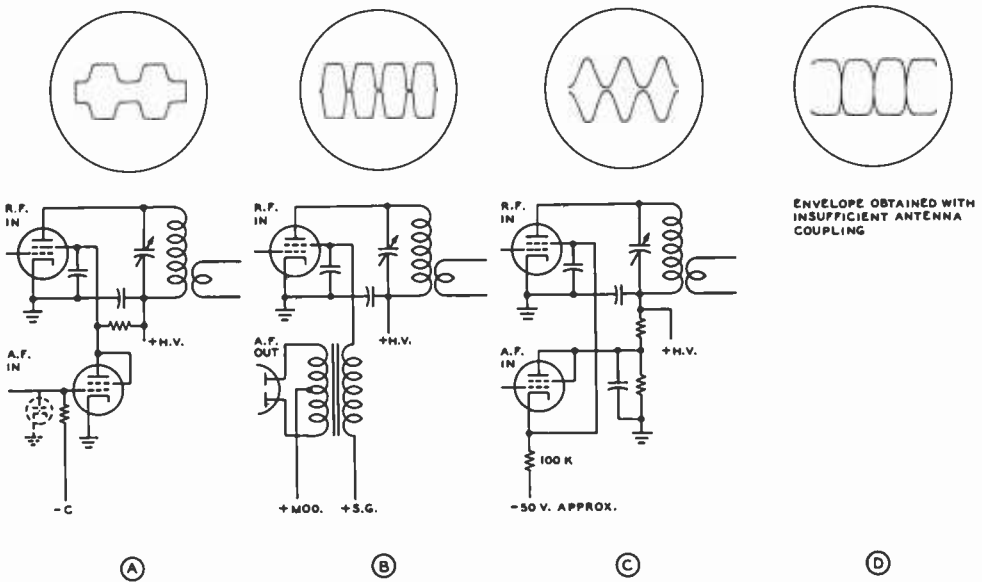 R.F.
IN
+H.V.
A.F.
IN
-C
A
R.F.
IN
+H.V.
A.F.
OUT
+MOD. +S.G.
B
R.F.
IN
+H.V.
A.F.
IN
100 K
-50 V. APPROX.
C
ENVELOPE OBTAINED WITH
INSUFFICIENT ANTENNA
COUPLING
D